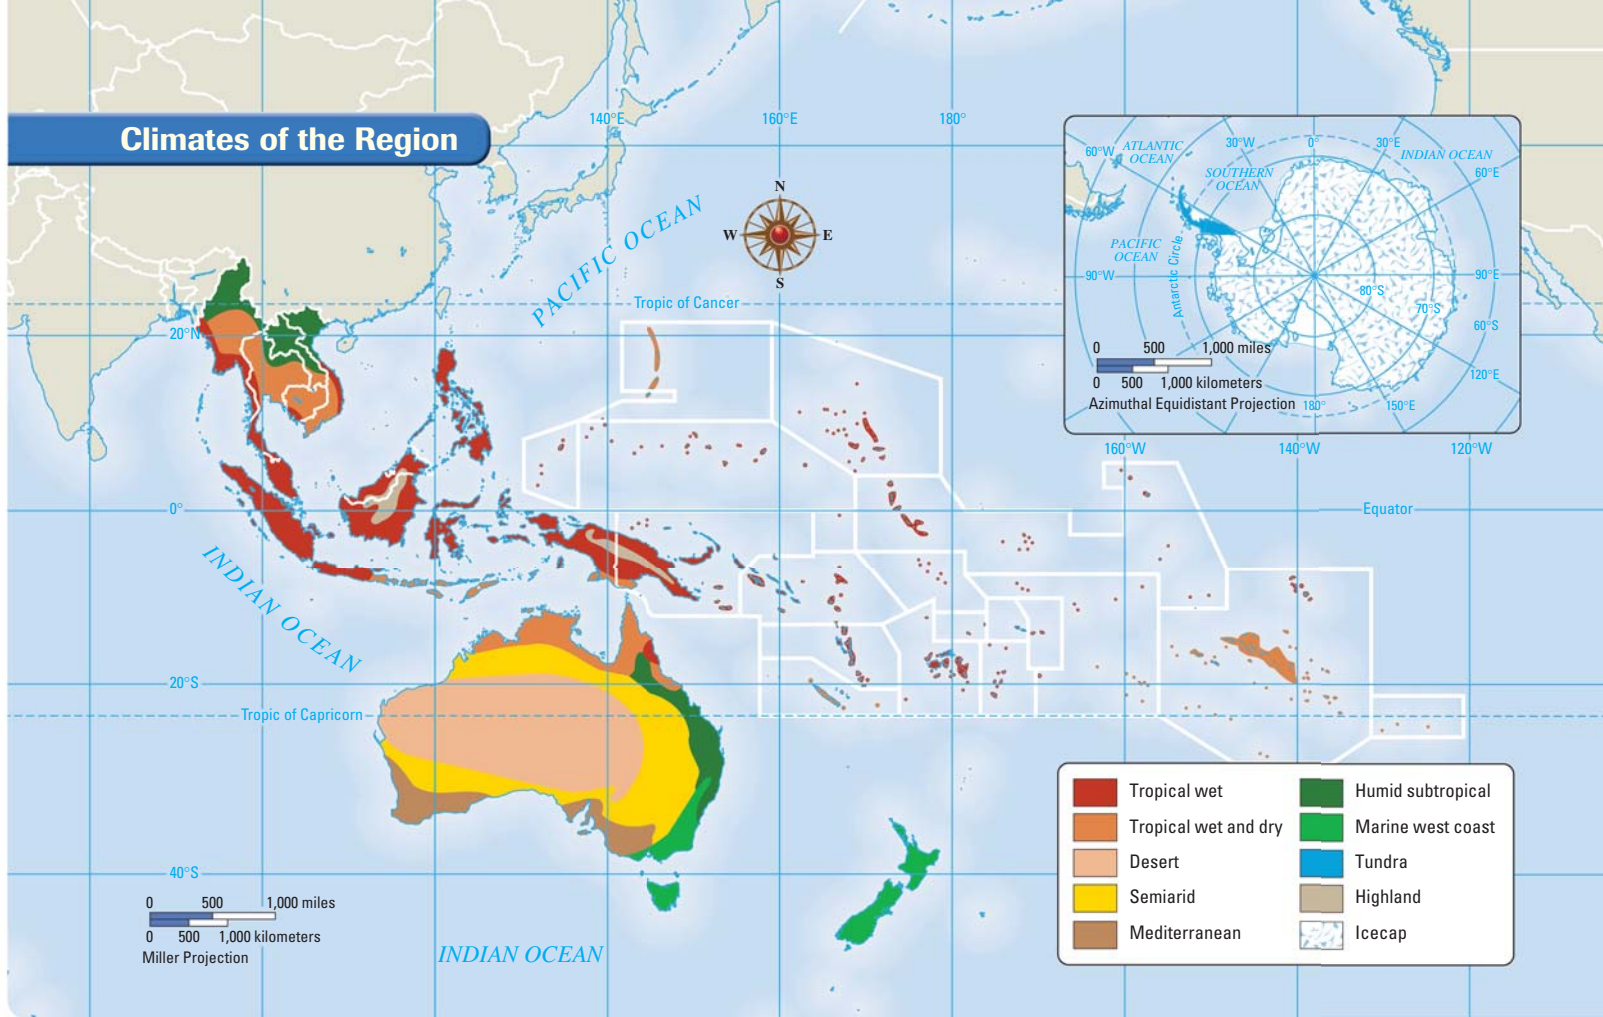 Climates of the Region
140°E
160°E
180°
PACIFIC OCEAN
N
W
E
S
Tropic of Cancer
20°N
0°
Equator
INDIAN OCEAN
20°S
Tropic of Capricorn
40°S
160°W
140°W
120°W
0 500 1,000 miles
0 500 1,000 kilometers
Miller Projection
INDIAN OCEAN
60°W
ATLANTIC
OCEAN
30°W
0°
30°E
INDIAN OCEAN
60°E
SOUTHERN
OCEAN
PACIFIC
OCEAN
Antarctic Circle
90°W
90°E
80°S
70°S
60°S
120°E
150°E
180°
0 500 1,000 miles
0 500 1,000 kilometers
Azimuthal Equidistant Projection
Tropical wet
Tropical wet and dry
Desert
Semiarid
Mediterranean
Humid subtropical
Marine west coast
Tundra
Highland
Icecap